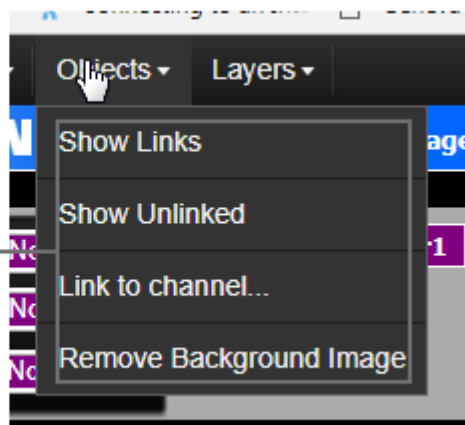 Objects Layers
Show Links
Show Unlinked
Link to channel...
Remove Background Image